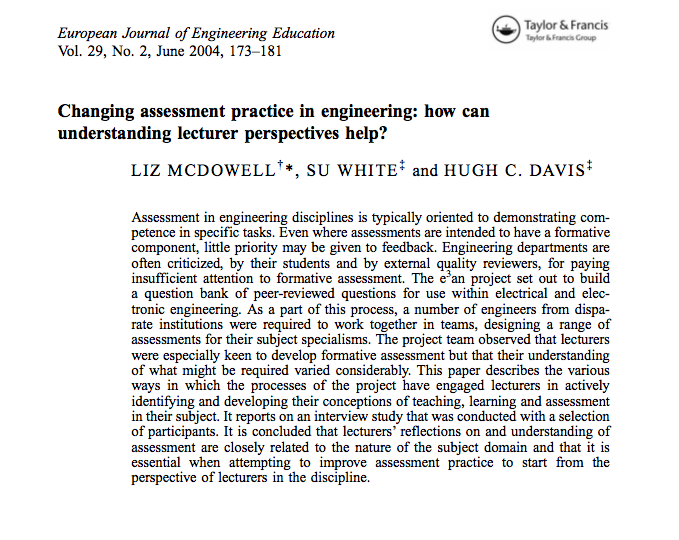 European Journal of Engineering Education
Vol. 29, No. 2, June 2004, 173–181
Taylor & Francis
Taylor & Francis Group
Changing assessment practice in engineering: how can
understanding lecturer perspectives help?
LIZ MCDOWELL†*, SU WHITE‡ and HUGH C. DAVIS‡
Assessment in engineering disciplines is typically oriented to demonstrating com-
petence in specific tasks. Even where assessments are intended to have a formative
component, little priority may be given to feedback. Engineering departments are
often criticized, by their students and by external quality reviewers, for paying
insufficient attention to formative assessment. The e³an project set out to build
a question bank of peer-reviewed questions for use within electrical and elec-
tronic engineering. As a part of this process, a number of engineers from dispa-
rate institutions were required to work together in teams, designing a range of
assessments for their subject specialisms. The project team observed that lecturers
were especially keen to develop formative assessment but that their understanding
of what might be required varied considerably. This paper describes the various
ways in which the processes of the project have engaged lecturers in actively
identifying and developing their conceptions of teaching, learning and assessment
in their subject. It reports on an interview study that was conducted with a selection
of participants. It is concluded that lecturers' reflections on and understanding of
assessment are closely related to the nature of the subject domain and that it is
essential when attempting to improve assessment practice to start from the
perspective of lecturers in the discipline.